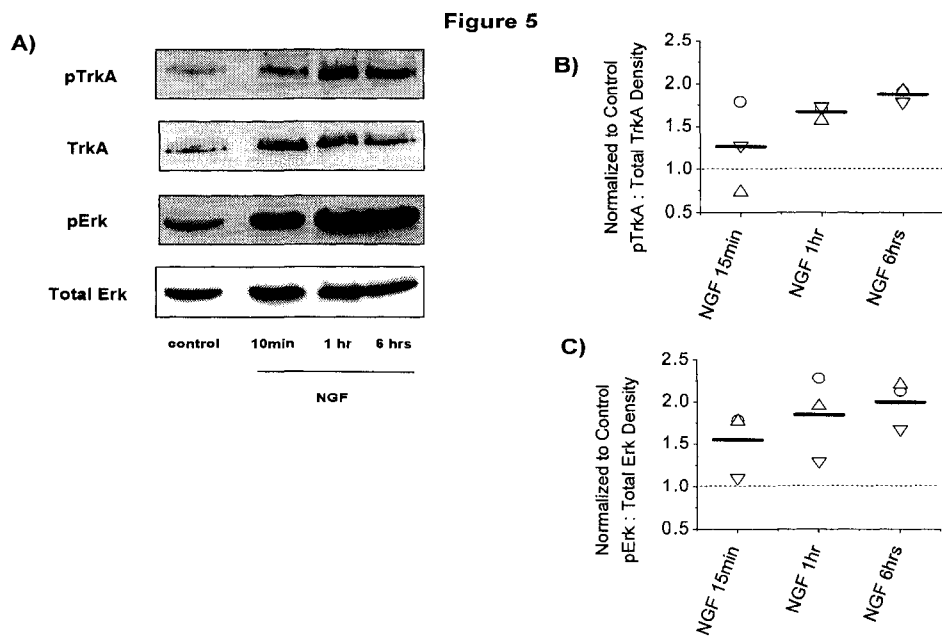 Figure 5
A)
pTrkA
TrkA
pErk
Total Erk
control 10min 1 hr 6 hrs
NGF
B)
Normalized to Control
pTrkA : Total TrkA Density
2.5
2.0
1.5
1.0
0.5
NGF 15min
NGF 1hr
NGF 6hrs
C)
Normalized to Control
pErk : Total Erk Density
2.5
2.0
1.5
1.0
0.5
NGF 15min
NGF 1hr
NGF 6hrs